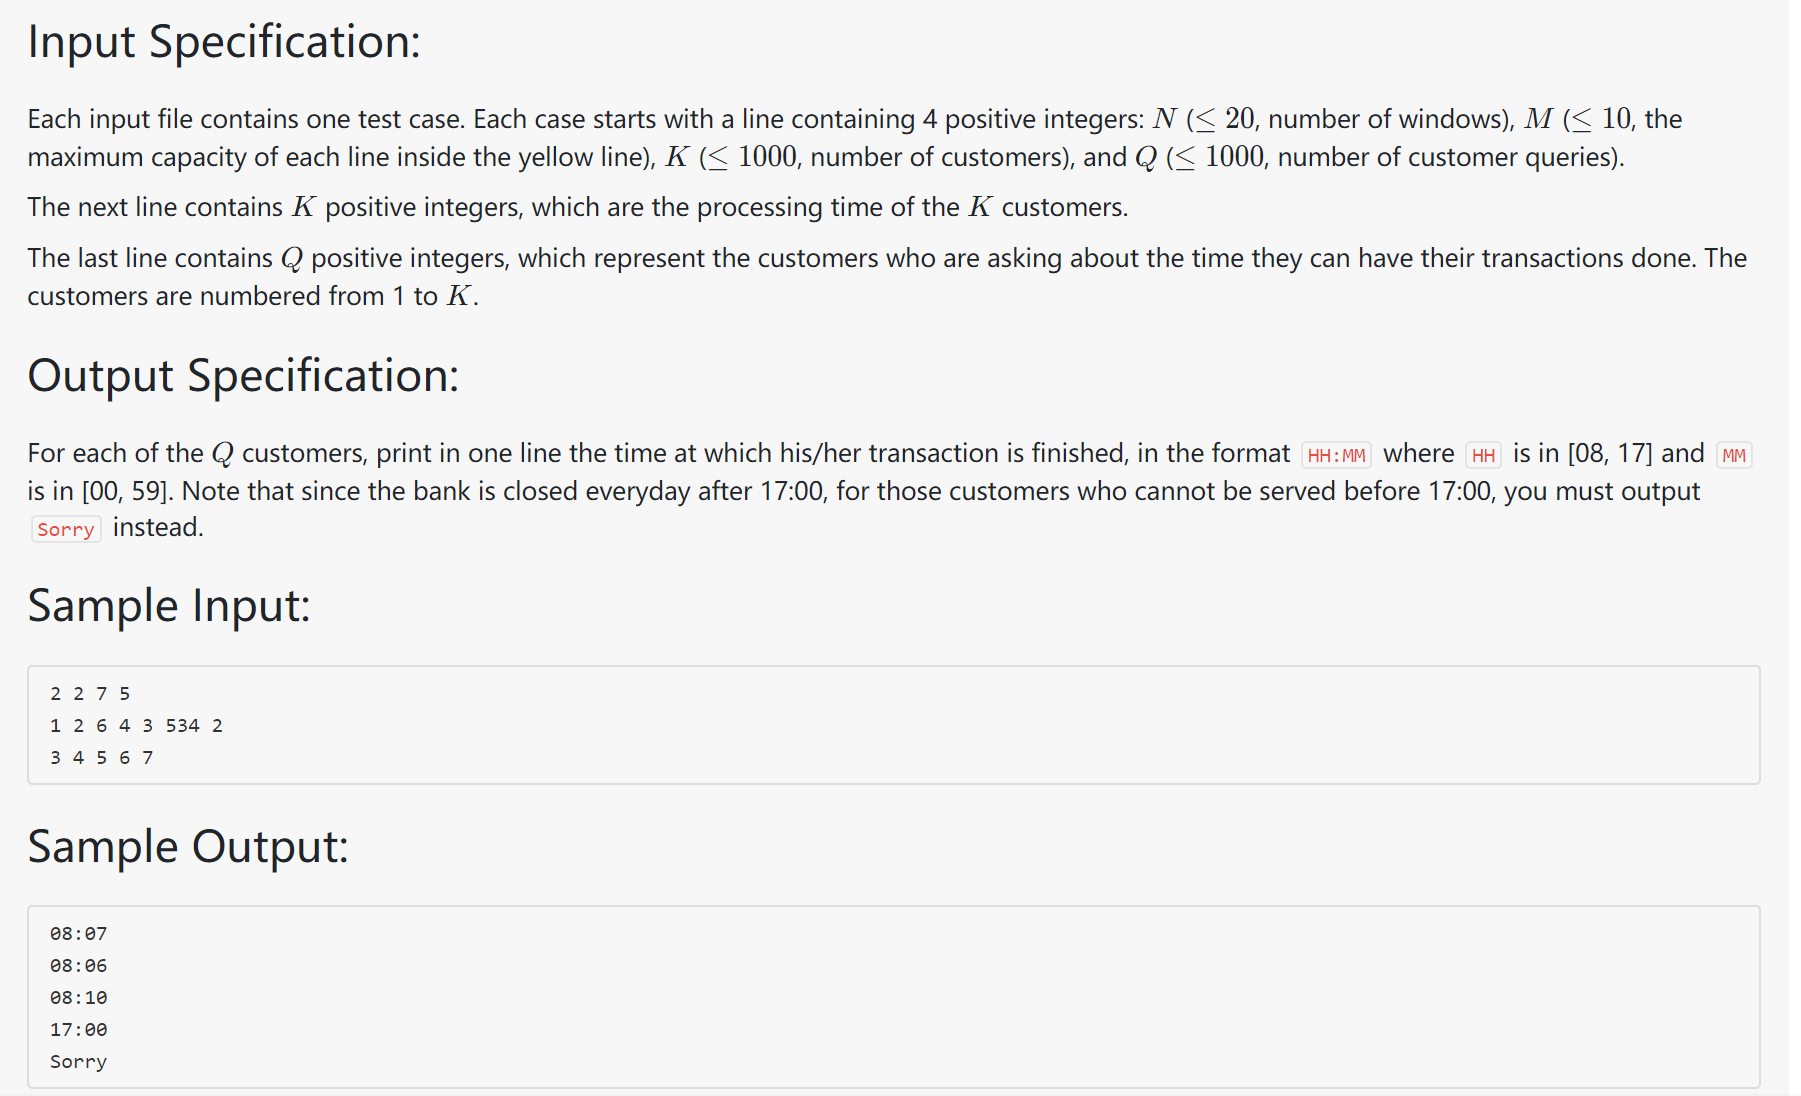 Input Specification:
Each input file contains one test case. Each case starts with a line containing 4 positive integers: N (≤ 20, number of windows), M (≤ 10, the
maximum capacity of each line inside the yellow line), K (≤ 1000, number of customers), and Q (≤ 1000, number of customer queries).
The next line contains K positive integers, which are the processing time of the K customers.
The last line contains Q positive integers, which represent the customers who are asking about the time they can have their transactions done. The
customers are numbered from 1 to K.
Output Specification:
For each of the Q customers, print in one line the time at which his/her transaction is finished, in the format HH:MM where HH is in [08, 17] and MM
is in [00, 59]. Note that since the bank is closed everyday after 17:00, for those customers who cannot be served before 17:00, you must output
Sorry instead.
Sample Input:
2 2 7 5
1 2 6 4 3 534 2
3 4 5 6 7
Sample Output:
08:07
08:06
08:10
17:00
Sorry